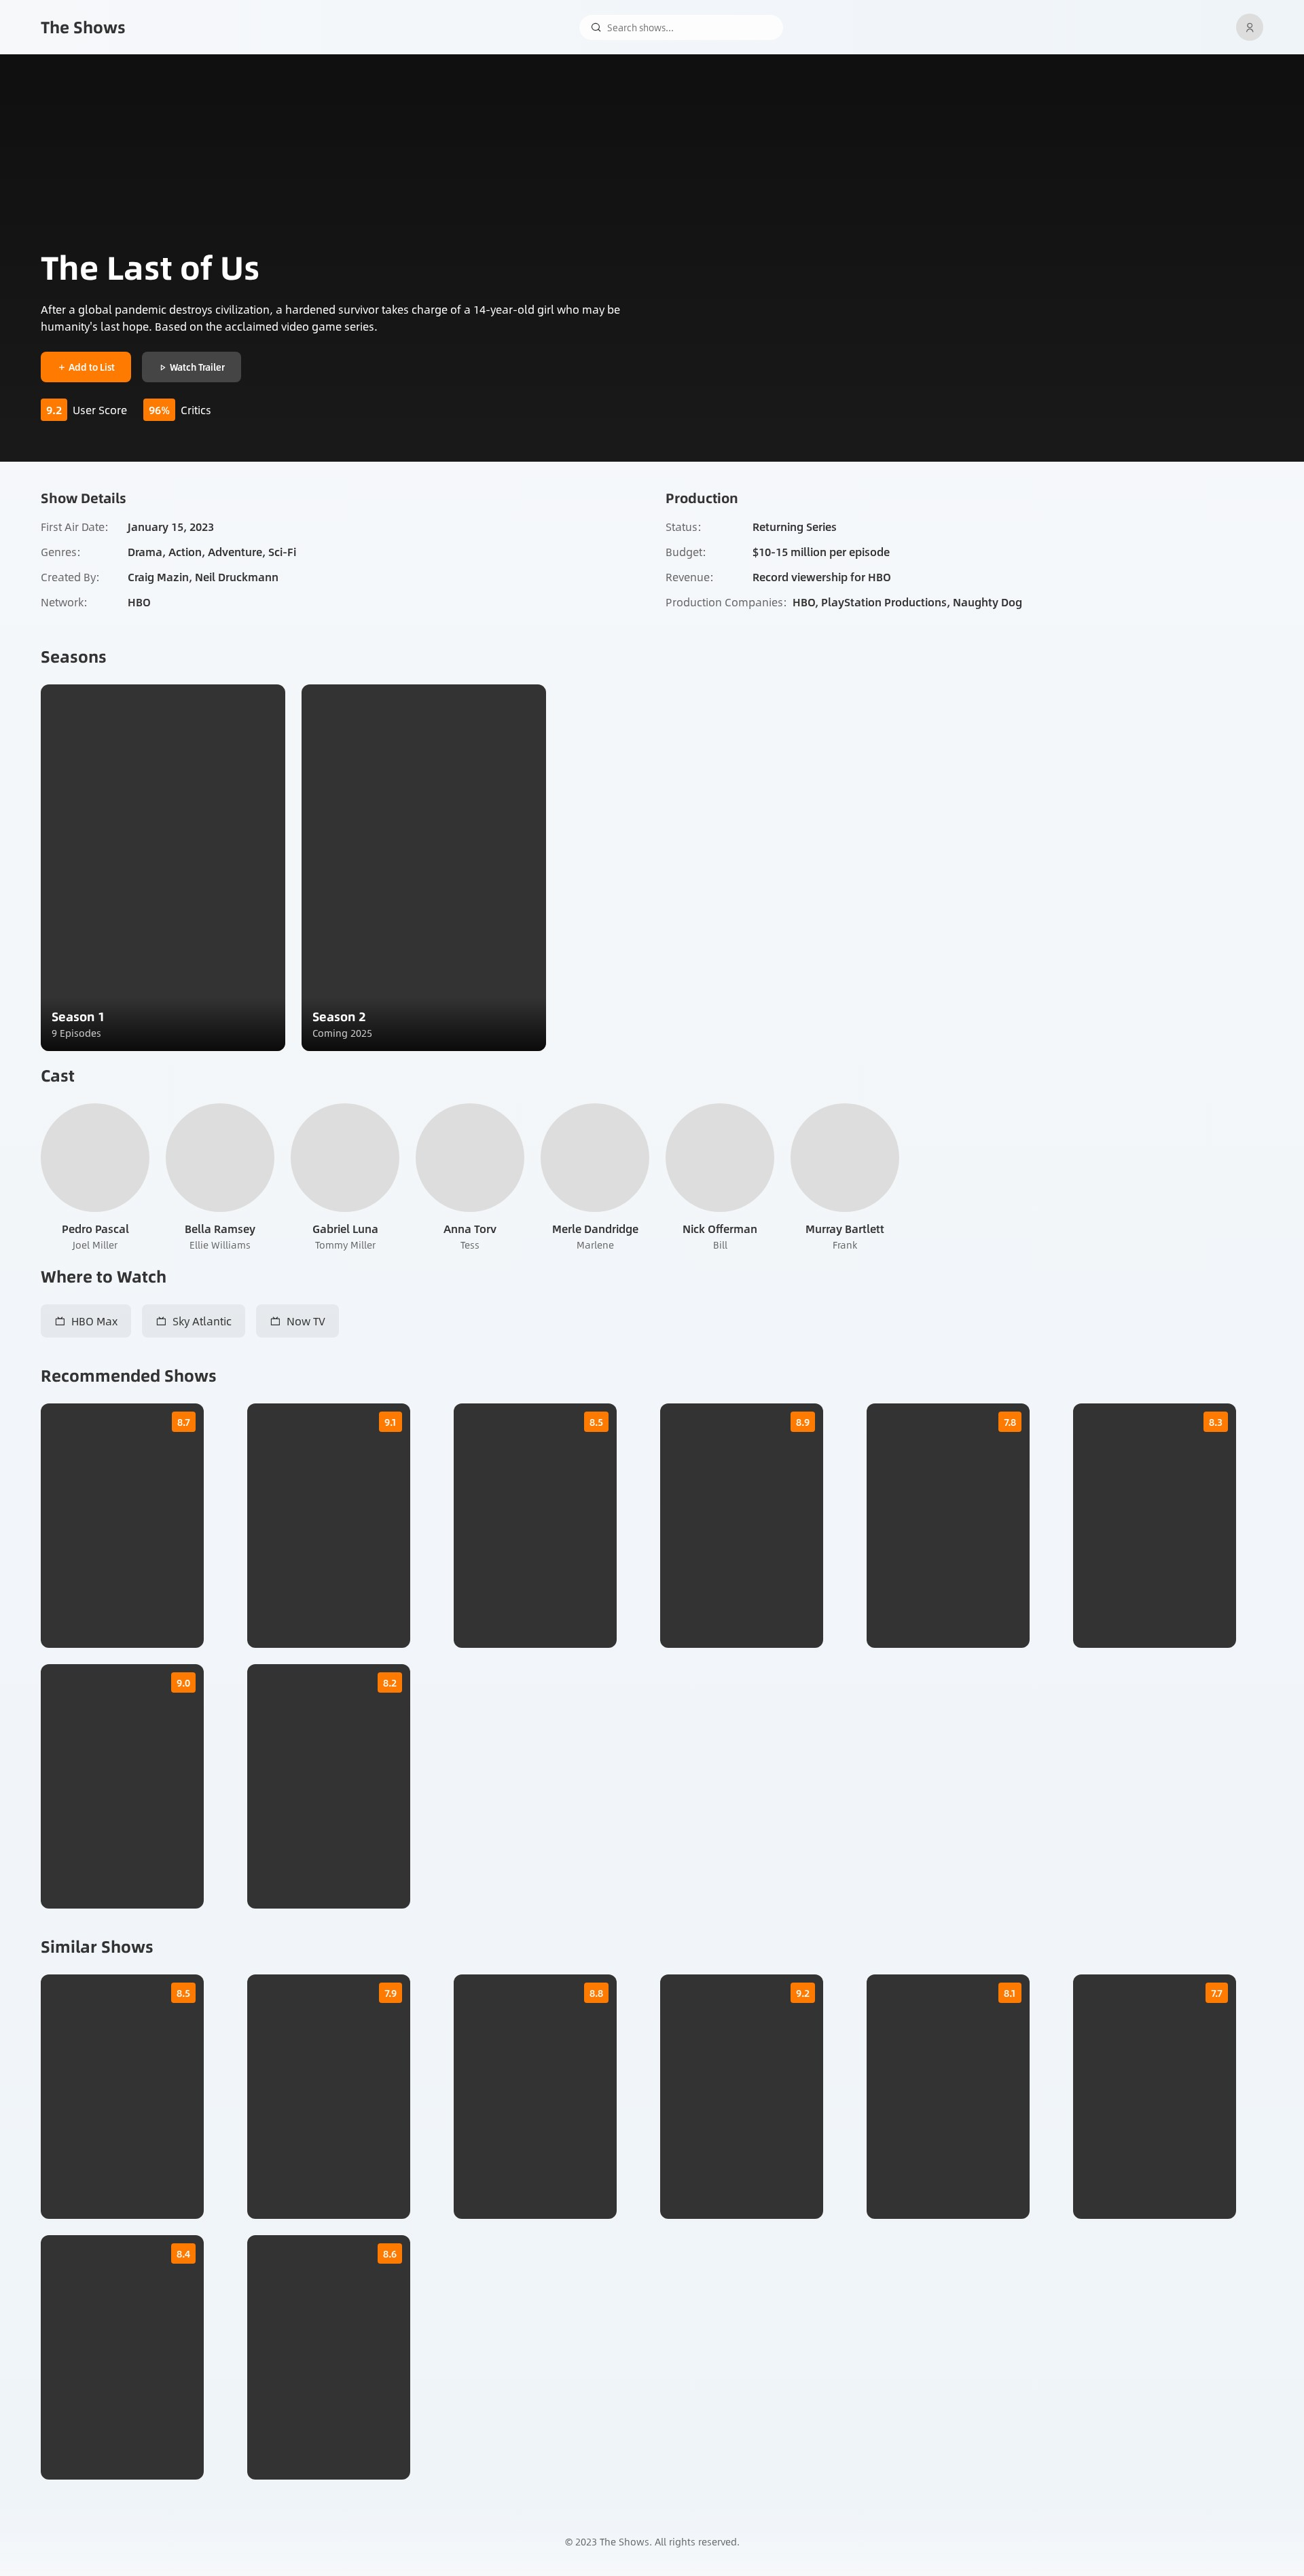 The Shows
Search shows...
The Last of Us
After a global pandemic destroys civilization, a hardened survivor takes charge of a 14-year-old girl who may be
humanity's last hope. Based on the acclaimed video game series.
+ Add to List
Watch Trailer
9.2 User Score
96% Critics
Show Details
First Air Date: January 15, 2023
Genres: Drama, Action, Adventure, Sci-Fi
Created By: Craig Mazin, Neil Druckmann
Network: HBO
Production
Status: Returning Series
Budget: $10-15 million per episode
Revenue: Record viewership for HBO
Production Companies: HBO, PlayStation Productions, Naughty Dog
Seasons
Season 1
9 Episodes
Season 2
Coming 2025
Cast
Pedro Pascal
Joel Miller
Bella Ramsey
Ellie Williams
Gabriel Luna
Tommy Miller
Anna Torv
Tess
Merle Dandridge
Marlene
Nick Offerman
Bill
Murray Bartlett
Frank
Where to Watch
HBO Max
Sky Atlantic
Now TV
Recommended Shows
8.7
9.1
8.5
8.9
7.8
8.3
9.0
8.2
Similar Shows
8.5
7.9
8.8
9.2
8.1
7.7
8.4
8.6
© 2023 The Shows. All rights reserved.